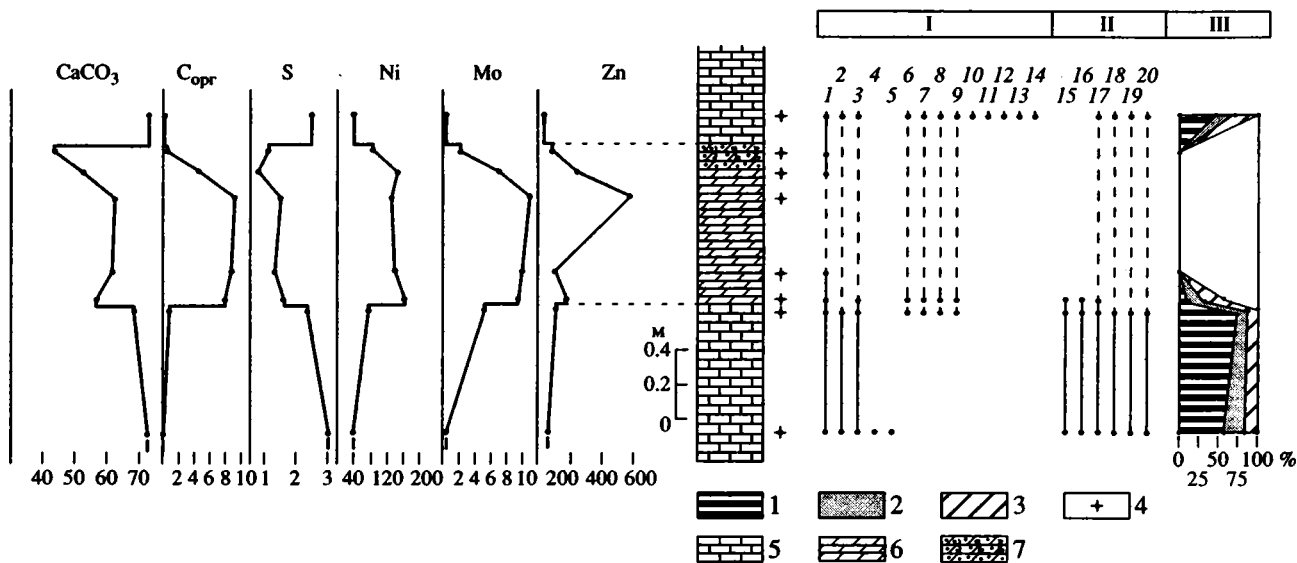 I II III
CaCO₃ Cопг S Ni Mo Zn
2 4 6 8 10 12 14 16 18 20
1 3 5 7 9 11 13 15 17 19
м
0.4
0.2
0
40 50 60 70 2 4 6 8 10 1 2 3 40 120 200 2 4 6 8 10 200 400 600
0 50 100 %
25 75
1 2 3 4
5 6 7